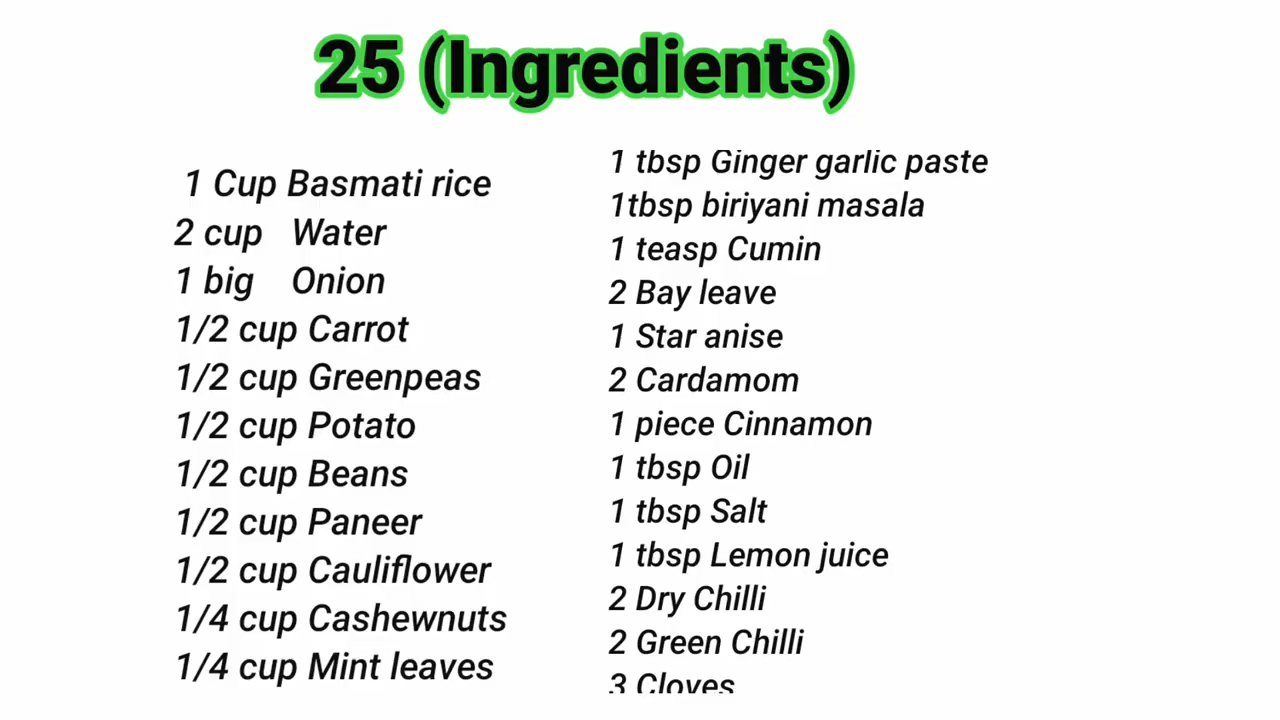 25 (Ingredients)
1 Cup Basmati rice
2 cup Water
1 big Onion
1/2 cup Carrot
1/2 cup Greenpeas
1/2 cup Potato
1/2 cup Beans
1/2 cup Paneer
1/2 cup Cauliflower
1/4 cup Cashewnuts
1/4 cup Mint leaves
1 tbsp Ginger garlic paste
1tbsp biriyani masala
1 teasp Cumin
2 Bay leave
1 Star anise
2 Cardamom
1 piece Cinnamon
1 tbsp Oil
1 tbsp Salt
1 tbsp Lemon juice
2 Dry Chilli
2 Green Chilli
3 Cloves